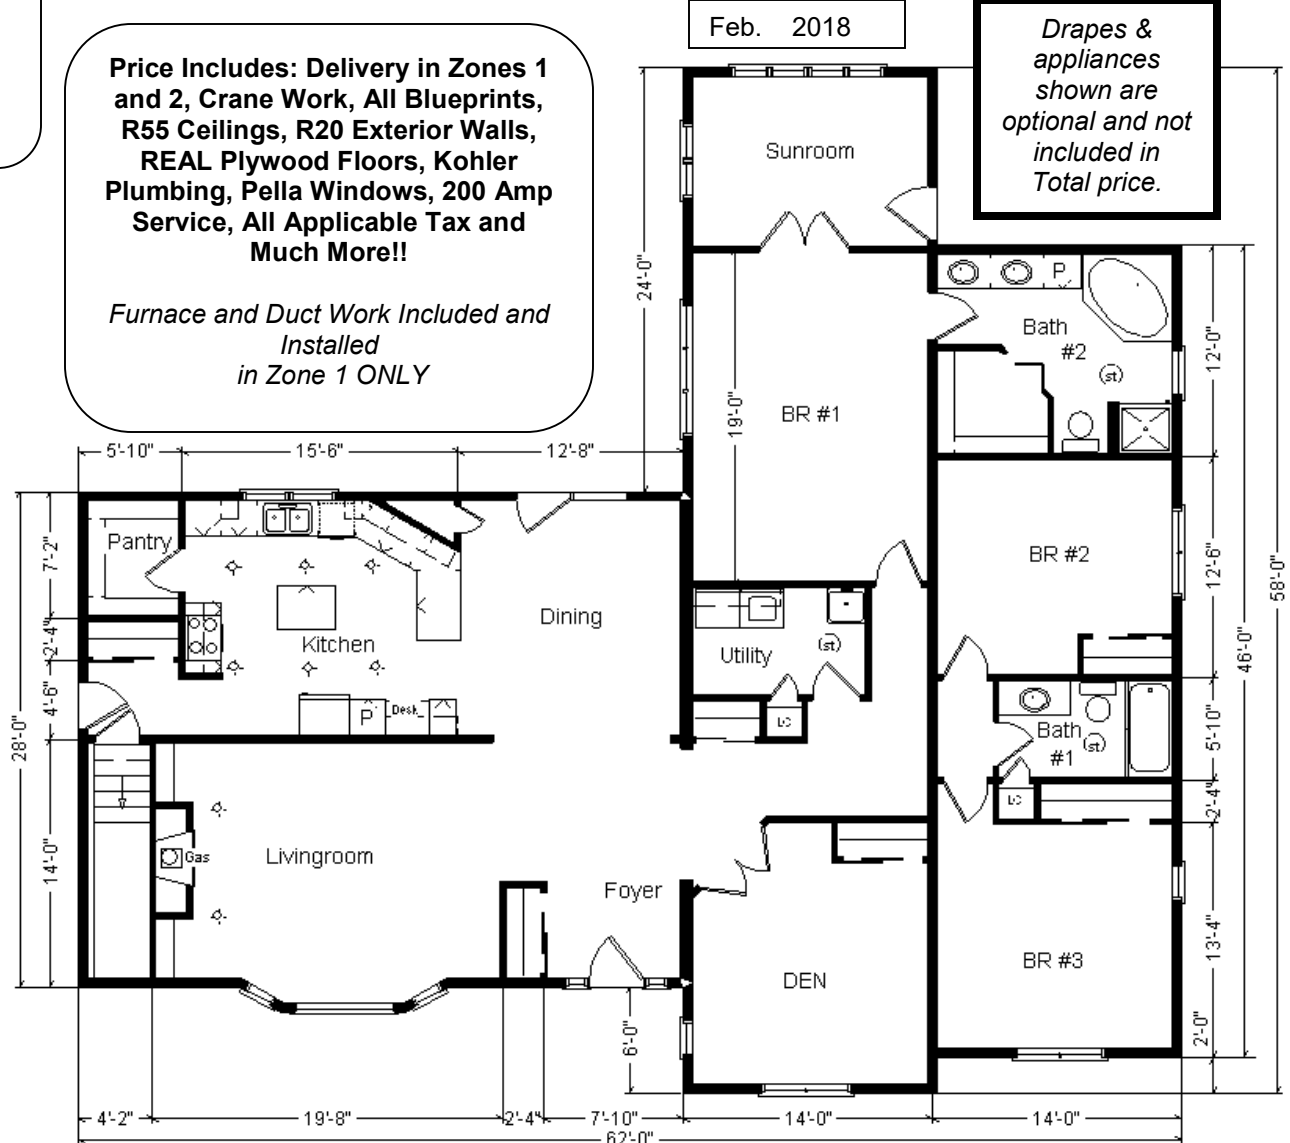 Feb. 2018
Price Includes: Delivery in Zones 1
and 2, Crane Work, All Blueprints,
R55 Ceilings, R20 Exterior Walls,
REAL Plywood Floors, Kohler
Plumbing, Pella Windows, 200 Amp
Service, All Applicable Tax and
Much More!!
Furnace and Duct Work Included and
Installed
in Zone 1 ONLY
Drapes &
appliances
shown are
optional and not
included in
Total price.
Sunroom
24'-0"
P
Bath
#2
(st)
12'-0"
19'-0"
BR #1
5'-10"
15'-6"
12'-8"
Pantry
7'-2"
BR #2
12'-6"
58'-0"
Dining
Kitchen
2'-4"
Utility
(st)
46'-0"
4'-6"
28'-0"
P
Desk
LC
Bath
#1
(st)
5'-10"
LC
2'-4"
14'-0"
Gas
Livingroom
Foyer
13'-4"
DEN
BR #3
6'-0"
2'-0"
4'-2"
19'-8"
2'-4"
7'-10"
14'-0"
14'-0"
62'-0"